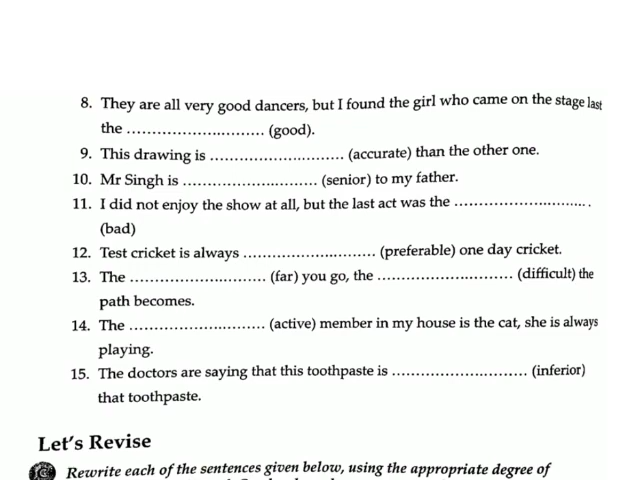 8. They are all very good dancers, but I found the girl who came on the stage last
the ............................ (good).
9. This drawing is ........................... (accurate) than the other one.
10. Mr Singh is ........................... (senior) to my father.
11. I did not enjoy the show at all, but the last act was the ............................
(bad)
12. Test cricket is always ........................... (preferable) one day cricket.
13. The ............................ (far) you go, the ............................ (difficult) the
path becomes.
14. The ............................ (active) member in my house is the cat, she is always
playing.
15. The doctors are saying that this toothpaste is ............................ (inferior)
that toothpaste.
Let's Revise
Rewrite each of the sentences given below, using the appropriate degree of